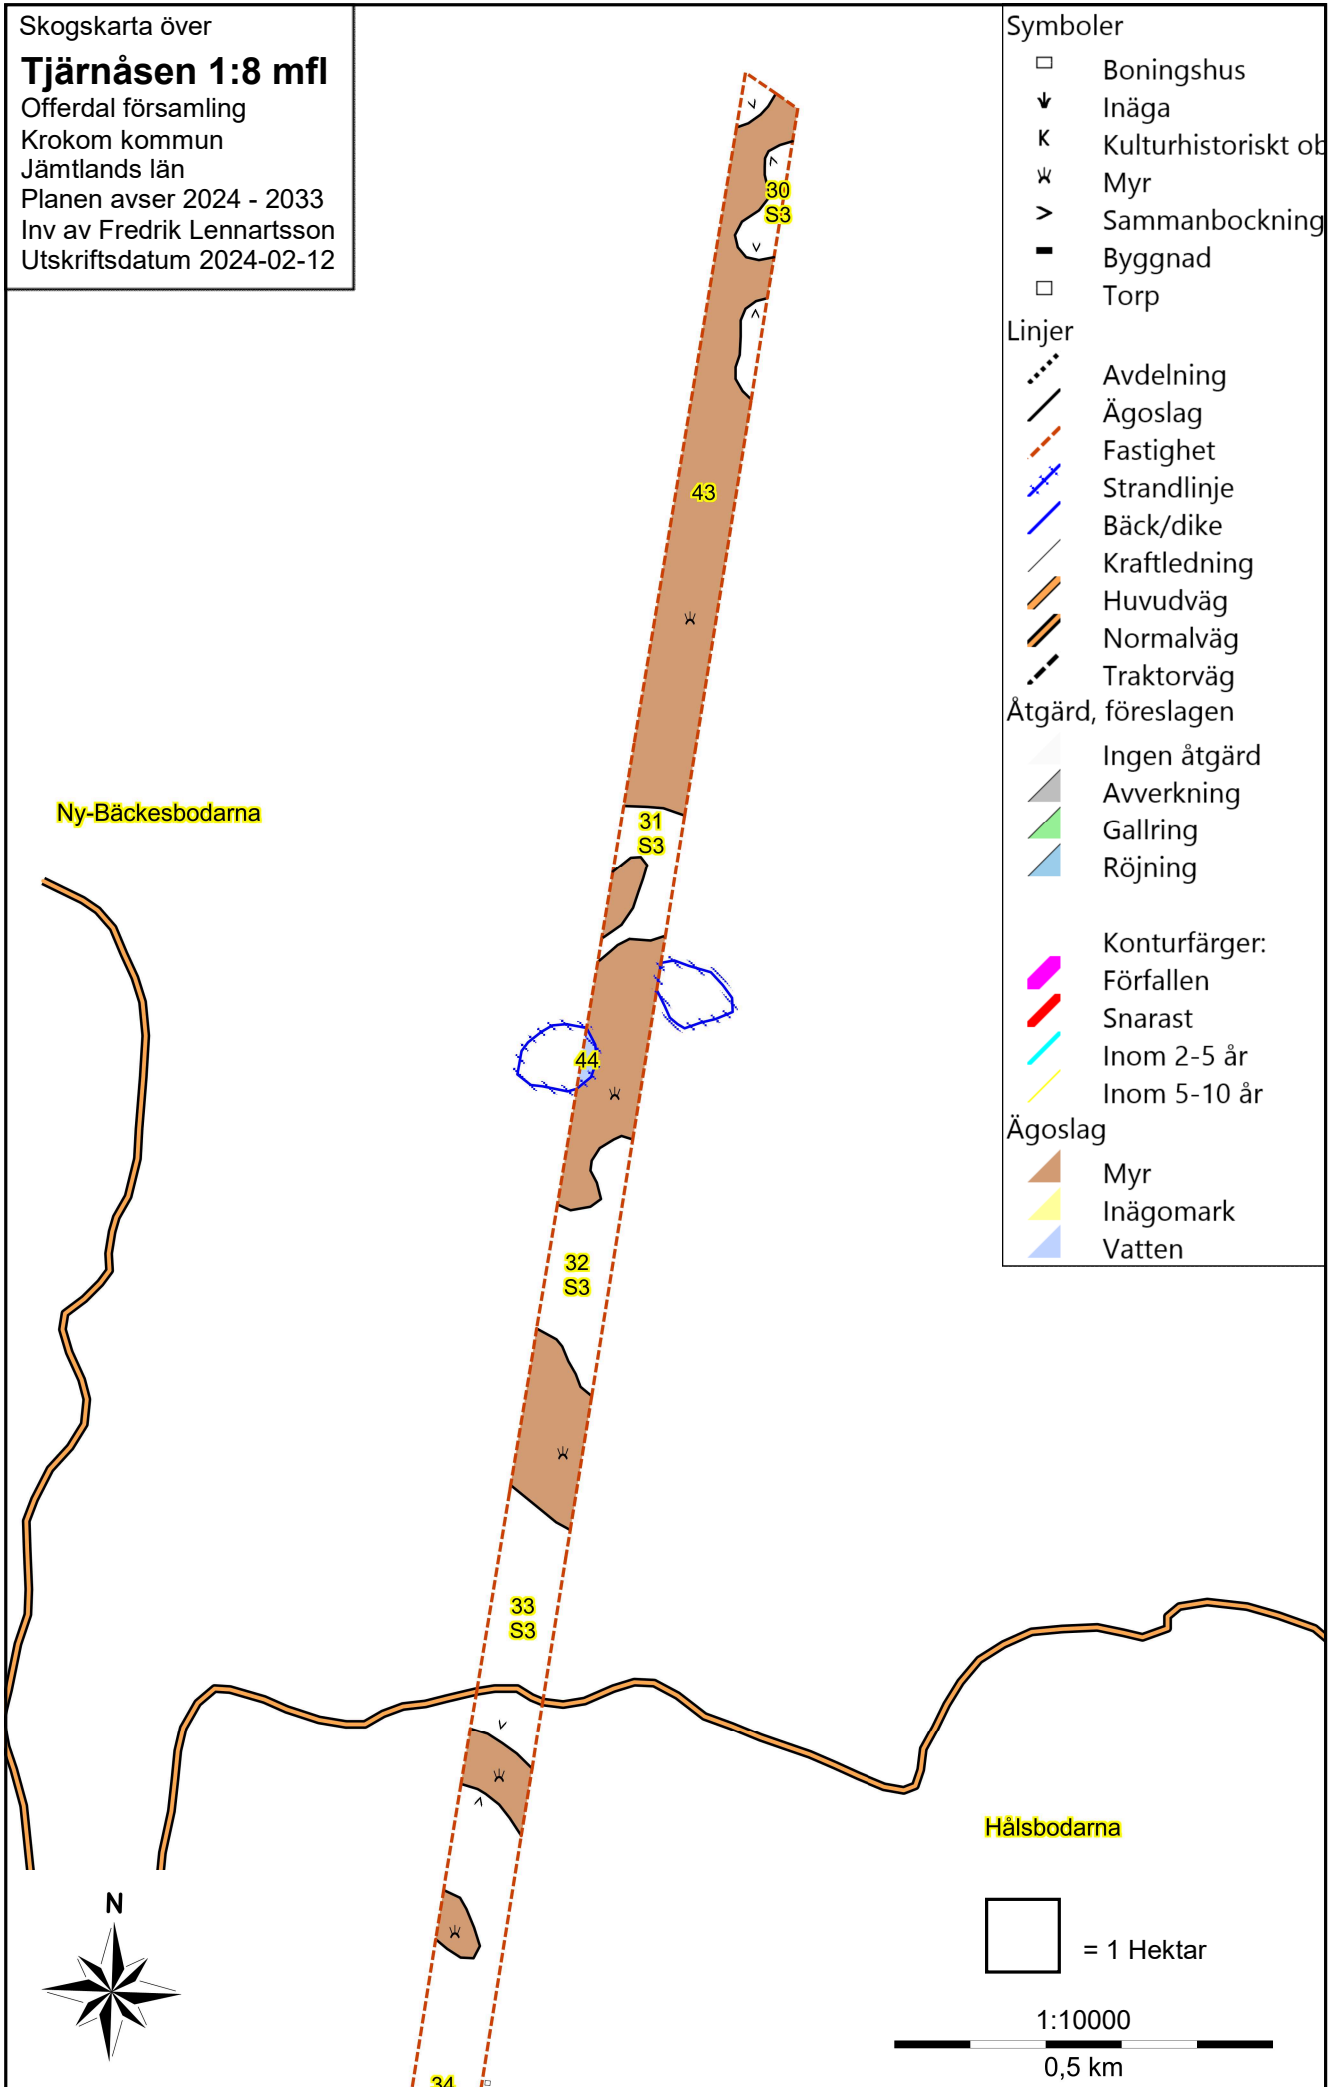 Skogskarta över
Tjärnåsen 1:8 mfl
Offerdal församling
Krokom kommun
Jämtlands län
Planen avser 2024 - 2033
Inv av Fredrik Lennartsson
Utskriftsdatum 2024-02-12
Symboler
Boningshus
Inäga
Kulturhistoriskt ob
Myr
Sammanbockning
Byggnad
Torp
Linjer
Avdelning
Ägoslag
Fastighet
Strandlinje
Bäck/dike
Kraftledning
Huvudväg
Normalväg
Traktorväg
Åtgärd, föreslagen
Ingen åtgärd
Avverkning
Gallring
Röjning
Konturfärger:
Förfallen
Snarast
Inom 2-5 år
Inom 5-10 år
Ägoslag
Myr
Inägomark
Vatten
30
S3
43
Ny-Bäckesbodarna
31
S3
44
32
S3
33
S3
Hålsbodarna
N
= 1 Hektar
1:10000
0,5 km
34